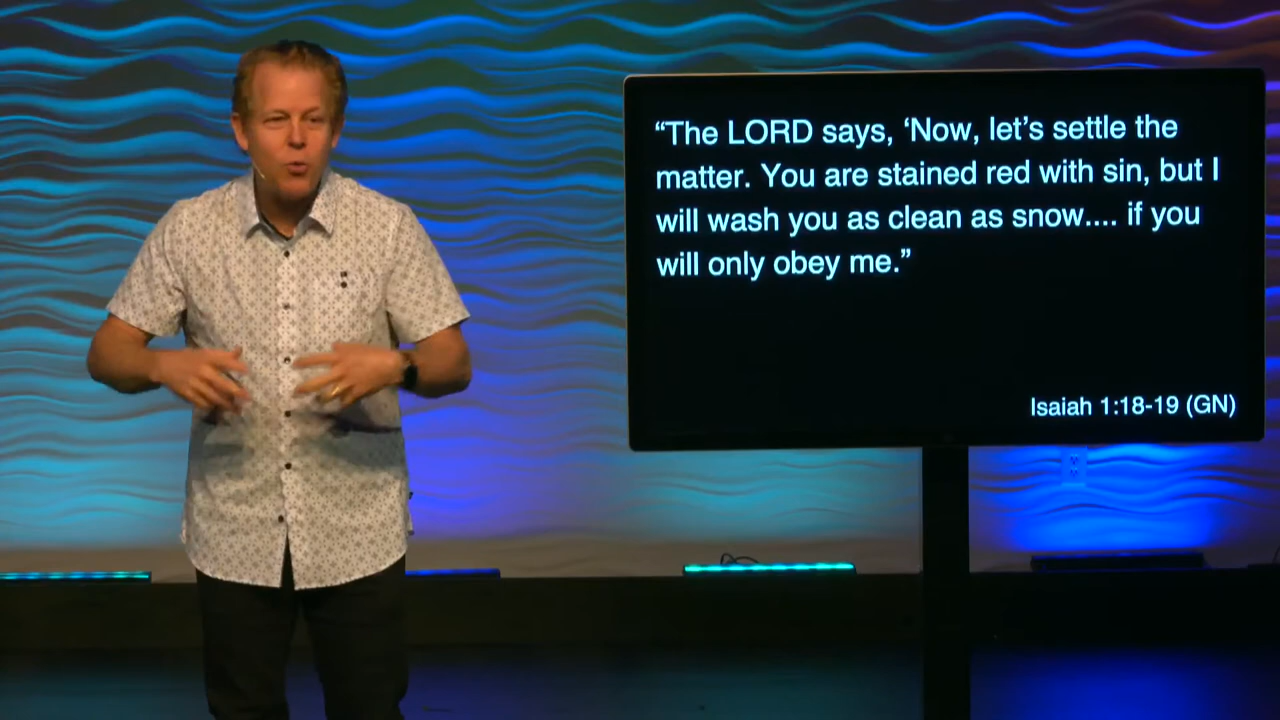 “The LORD says, ‘Now, let’s settle the
matter. You are stained red with sin, but I
will wash you as clean as snow.... if you
will only obey me.”
Isaiah 1:18-19 (GN)